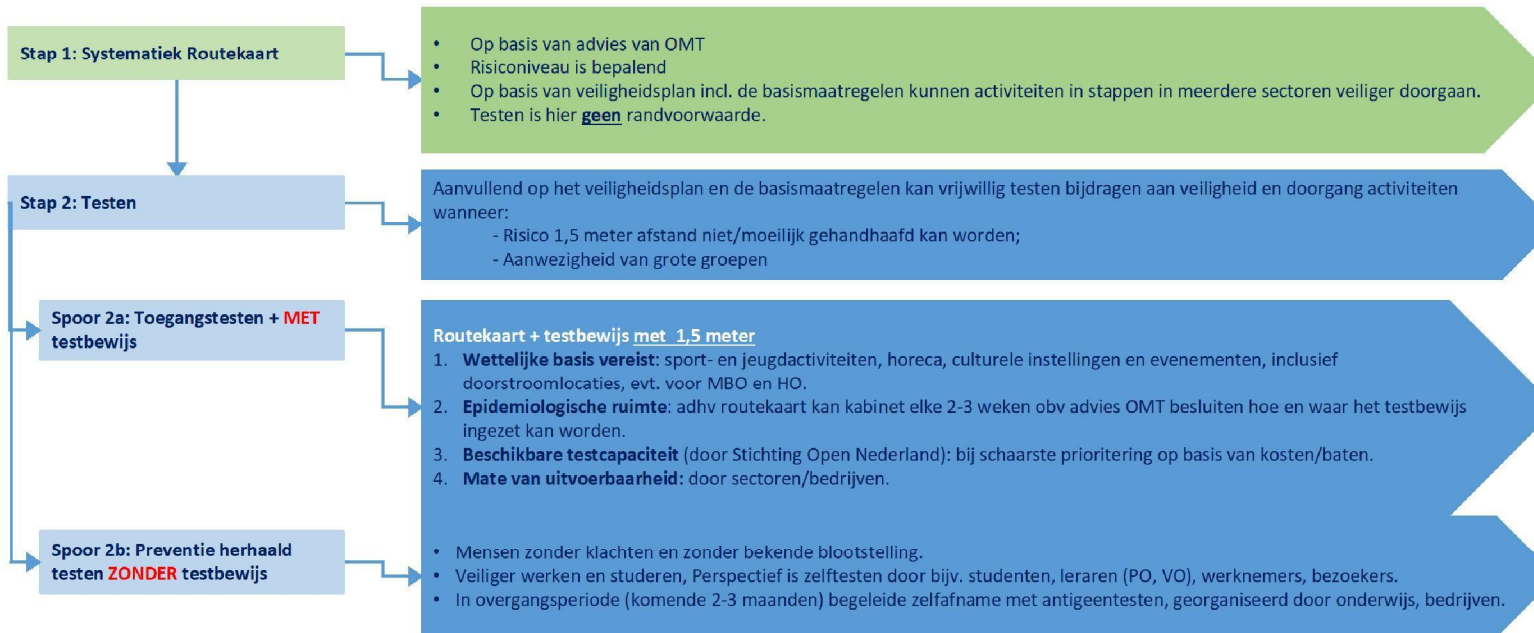 Stap 1: Systematiek Routekaart
• Op basis van advies van OMT
• Risiconiveau is bepalend
• Op basis van veiligheidsplan incl. de basismaatregelen kunnen activiteiten in stappen in meerdere sectoren veiliger doorgaan.
• Testen is hier geen randvoorwaarde.
Stap 2: Testen
Aanvullend op het veiligheidsplan en de basismaatregelen kan vrijwillig testen bijdragen aan veiligheid en doorgang activiteiten
wanneer:
- Risico 1,5 meter afstand niet/moeilijk gehandhaafd kan worden;
- Aanwezigheid van grote groepen
Spoor 2a: Toegangstesten + MET
testbewijs
Routekaart + testbewijs met 1,5 meter
1. Wettelijke basis vereist: sport- en jeugdactiviteiten, horeca, culturele instellingen en evenementen, inclusief
doorstroomlocaties, evt. voor MBO en HO.
2. Epidemiologische ruimte: adhv routekaart kan kabinet elke 2-3 weken obv advies OMT besluiten hoe en waar het testbewijs
ingezet kan worden.
3. Beschikbare testcapaciteit (door Stichting Open Nederland): bij schaarste prioritering op basis van kosten/baten.
4. Mate van uitvoerbaarheid: door sectoren/bedrijven.
Spoor 2b: Preventie herhaald
testen ZONDER testbewijs
• Mensen zonder klachten en zonder bekende blootstelling.
• Veiliger werken en studeren, Perspectief is zelftesten door bijv. studenten, leraren (PO, VO), werknemers, bezoekers.
• In overgangsperiode (komende 2-3 maanden) begeleide zelfafname met antigeentesten, georganiseerd door onderwijs, bedrijven.